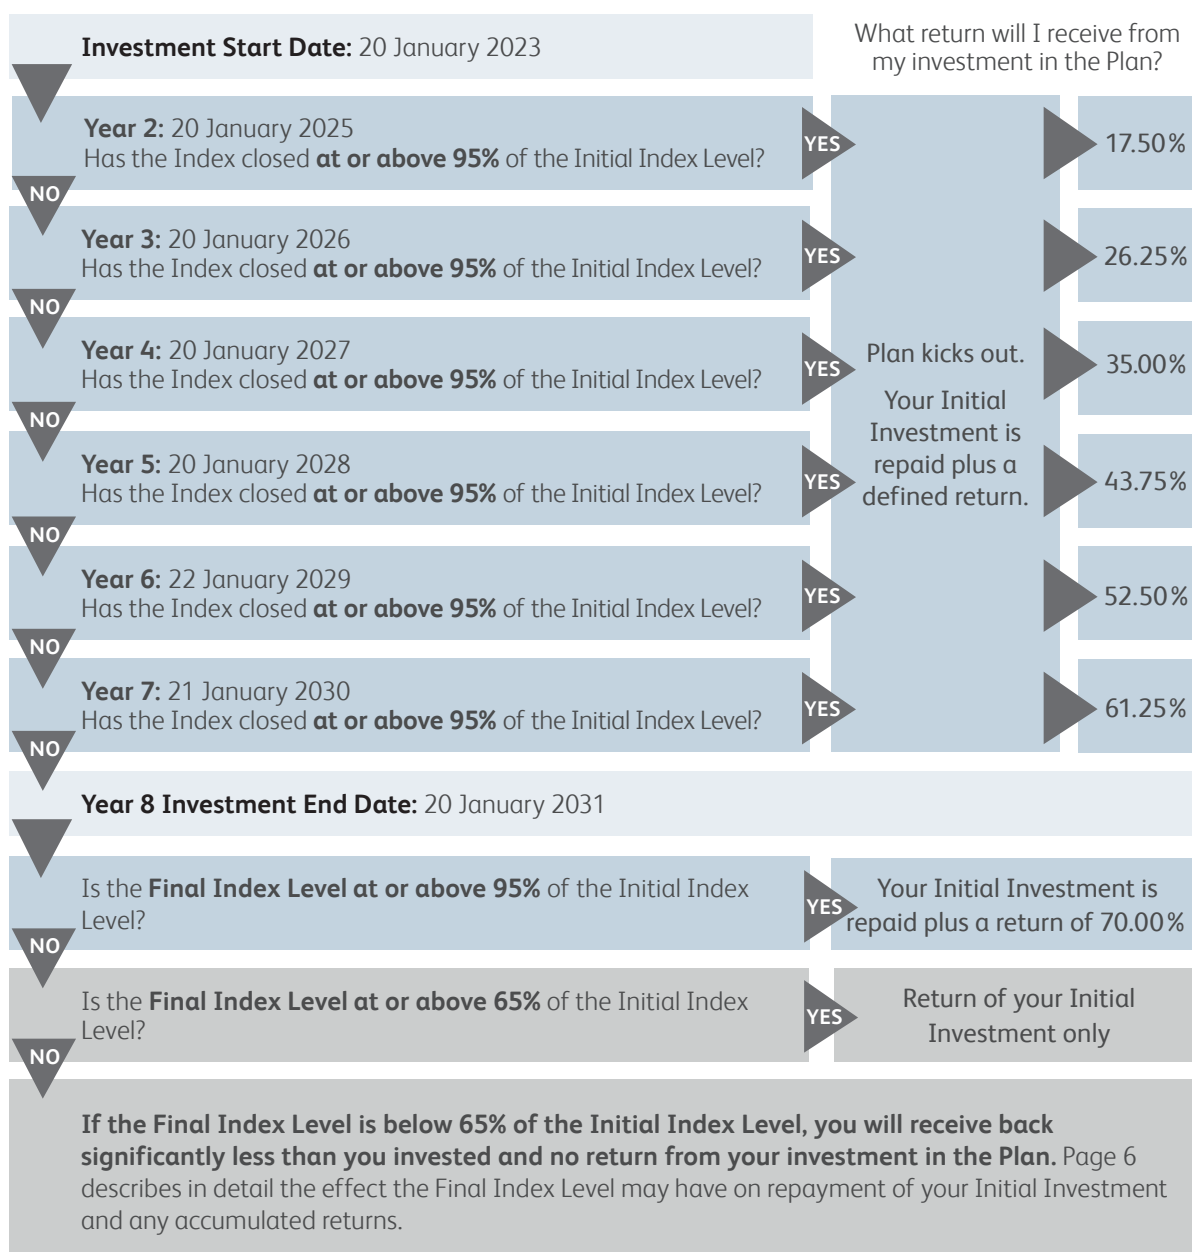 Investment Start Date: 20 January 2023
What return will I receive from
my investment in the Plan?
Year 2: 20 January 2025
Has the Index closed at or above 95% of the Initial Index Level?
YES
17.50%
NO
Year 3: 20 January 2026
Has the Index closed at or above 95% of the Initial Index Level?
YES
26.25%
NO
Year 4: 20 January 2027
Has the Index closed at or above 95% of the Initial Index Level?
YES
Plan kicks out.
Your Initial
Investment is
repaid plus a
defined return.
35.00%
NO
Year 5: 20 January 2028
Has the Index closed at or above 95% of the Initial Index Level?
YES
43.75%
NO
Year 6: 22 January 2029
Has the Index closed at or above 95% of the Initial Index Level?
YES
52.50%
NO
Year 7: 21 January 2030
Has the Index closed at or above 95% of the Initial Index Level?
YES
61.25%
NO
Year 8 Investment End Date: 20 January 2031
Is the Final Index Level at or above 95% of the Initial Index
Level?
YES
Your Initial Investment is
repaid plus a return of 70.00%
NO
Is the Final Index Level at or above 65% of the Initial Index
Level?
YES
Return of your Initial
Investment only
NO
If the Final Index Level is below 65% of the Initial Index Level, you will receive back
significantly less than you invested and no return from your investment in the Plan. Page 6
describes in detail the effect the Final Index Level may have on repayment of your Initial Investment
and any accumulated returns.